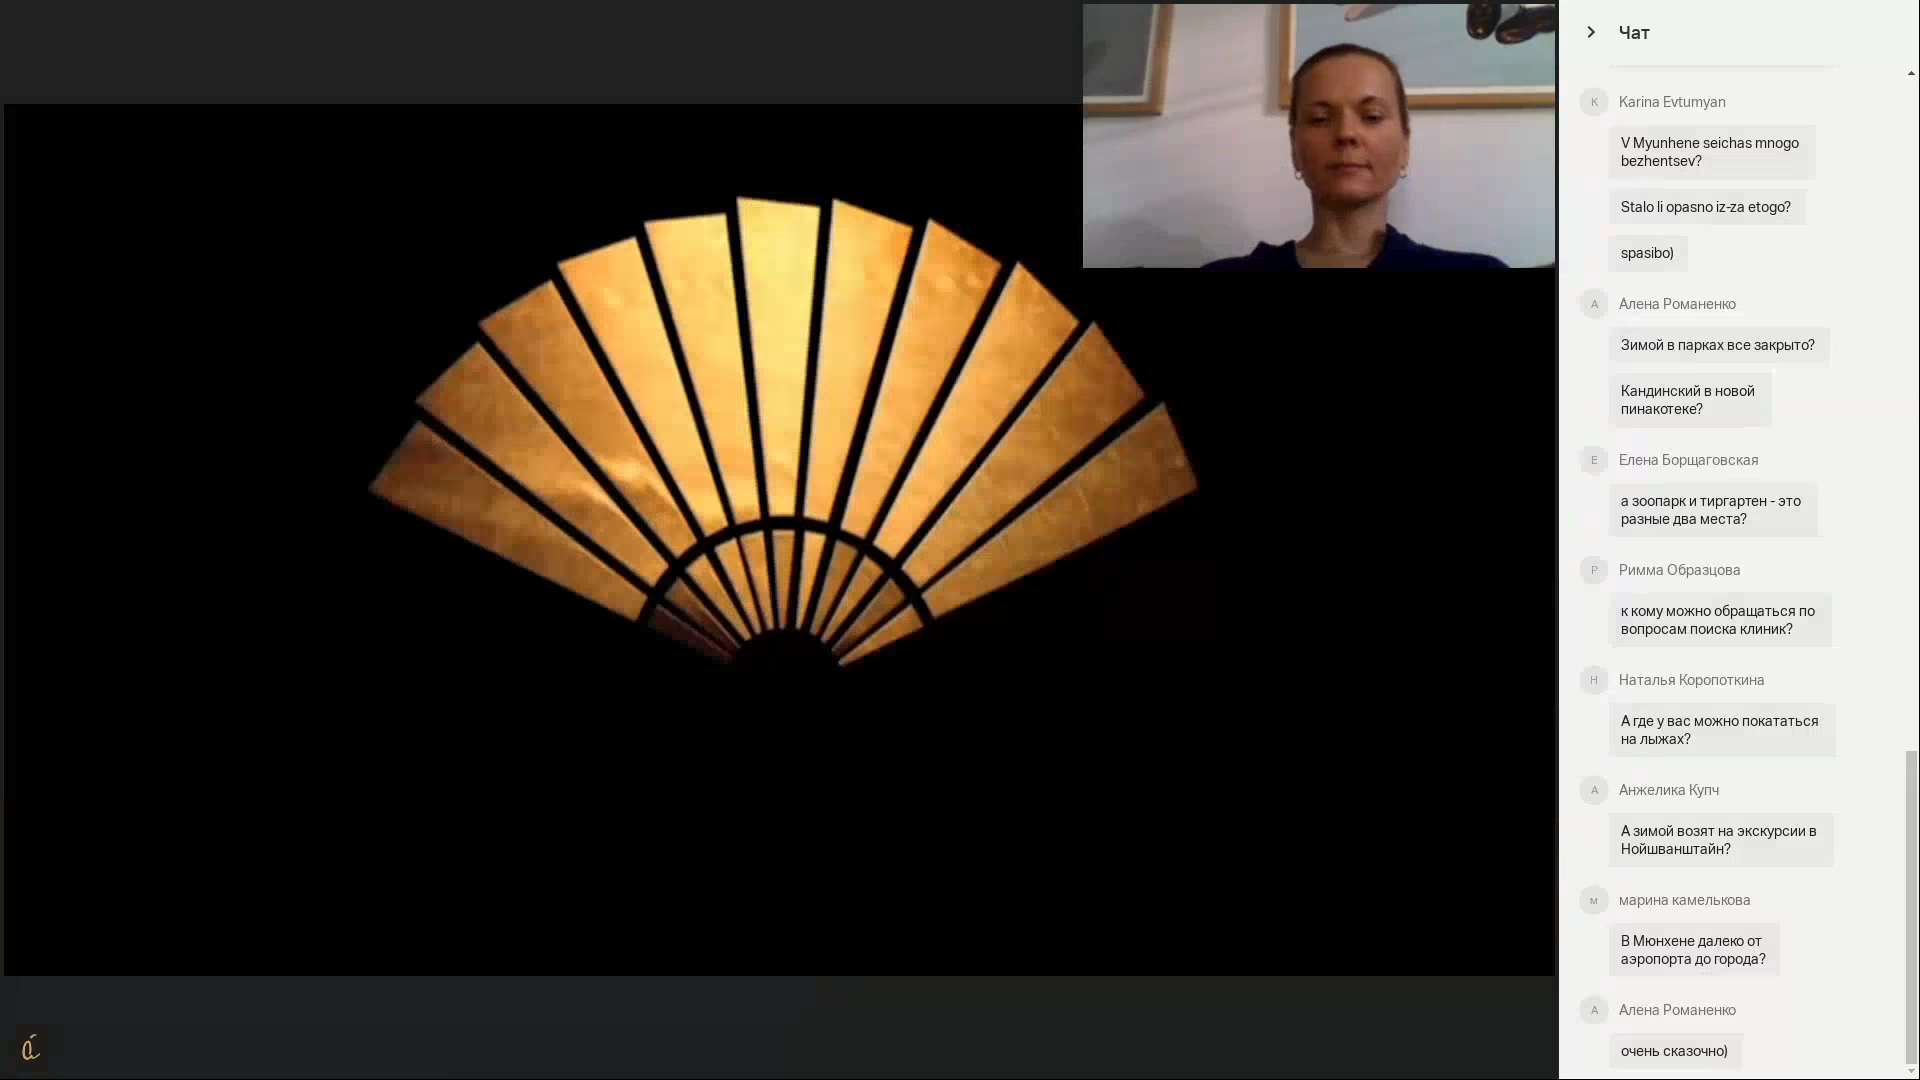 Чат
K
Karina Evtumyan
V Myunhene seichas mnogo
bezhentsev?
Stalo li opasno iz-za etogo?
spasibo)
А
Алена Романенко
Зимой в парках все закрыто?
Кандинский в новой
пинакотеке?
Е
Елена Борщаговская
а зоопарк и тиргартен - это
разные два места?
Р
Римма Образцова
к кому можно обращаться по
вопросам поиска клиник?
Н
Наталья Коропоткина
А где у вас можно покататься
на лыжах?
А
Анжелика Купч
А зимой возят на экскурсии в
Нойшванштайн?
м
марина камелькова
В Мюнхене далеко от
аэропорта до города?
А
Алена Романенко
очень сказочно)
á